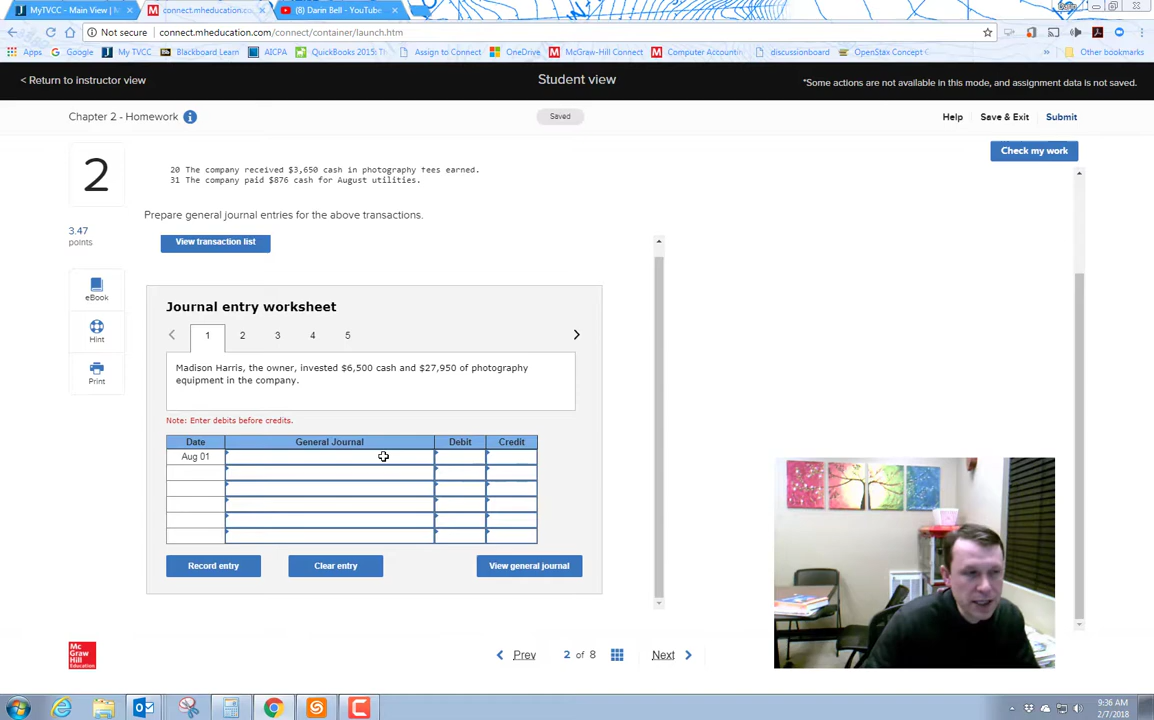 MyTVCC – Main View | M
connect.mheducation.co
(8) Darin Bell - YouTube
Not secure
connect.mheducation.com/connect/container/launch.htm
Apps
Google
My TVCC
Blackboard Learn
AICPA
QuickBooks 2015: Th
Assign to Connect
OneDrive
McGraw-Hill Connect
Computer Accountin
discussionboard
OpenStax Concept C
»
Other bookmarks
< Return to instructor view
Student view
*Some actions are not available in this mode, and assignment data is not saved.
Chapter 2 - Homework
i
Saved
Help
Save & Exit
Submit
2
Check my work
20 The company received $3,650 cash in photography fees earned.
31 The company paid $876 cash for August utilities.
Prepare general journal entries for the above transactions.
3.47
points
View transaction list
eBook
Hint
Print
Journal entry worksheet
< 1 2 3 4 5 >
Madison Harris, the owner, invested $6,500 cash and $27,950 of photography
equipment in the company.
Note: Enter debits before credits.
Date General Journal Debit Credit
Aug 01
Record entry
Clear entry
View general journal
Mc
Graw
Hill
Education
< Prev
2 of 8
Next >
9:36 AM
2/7/2018